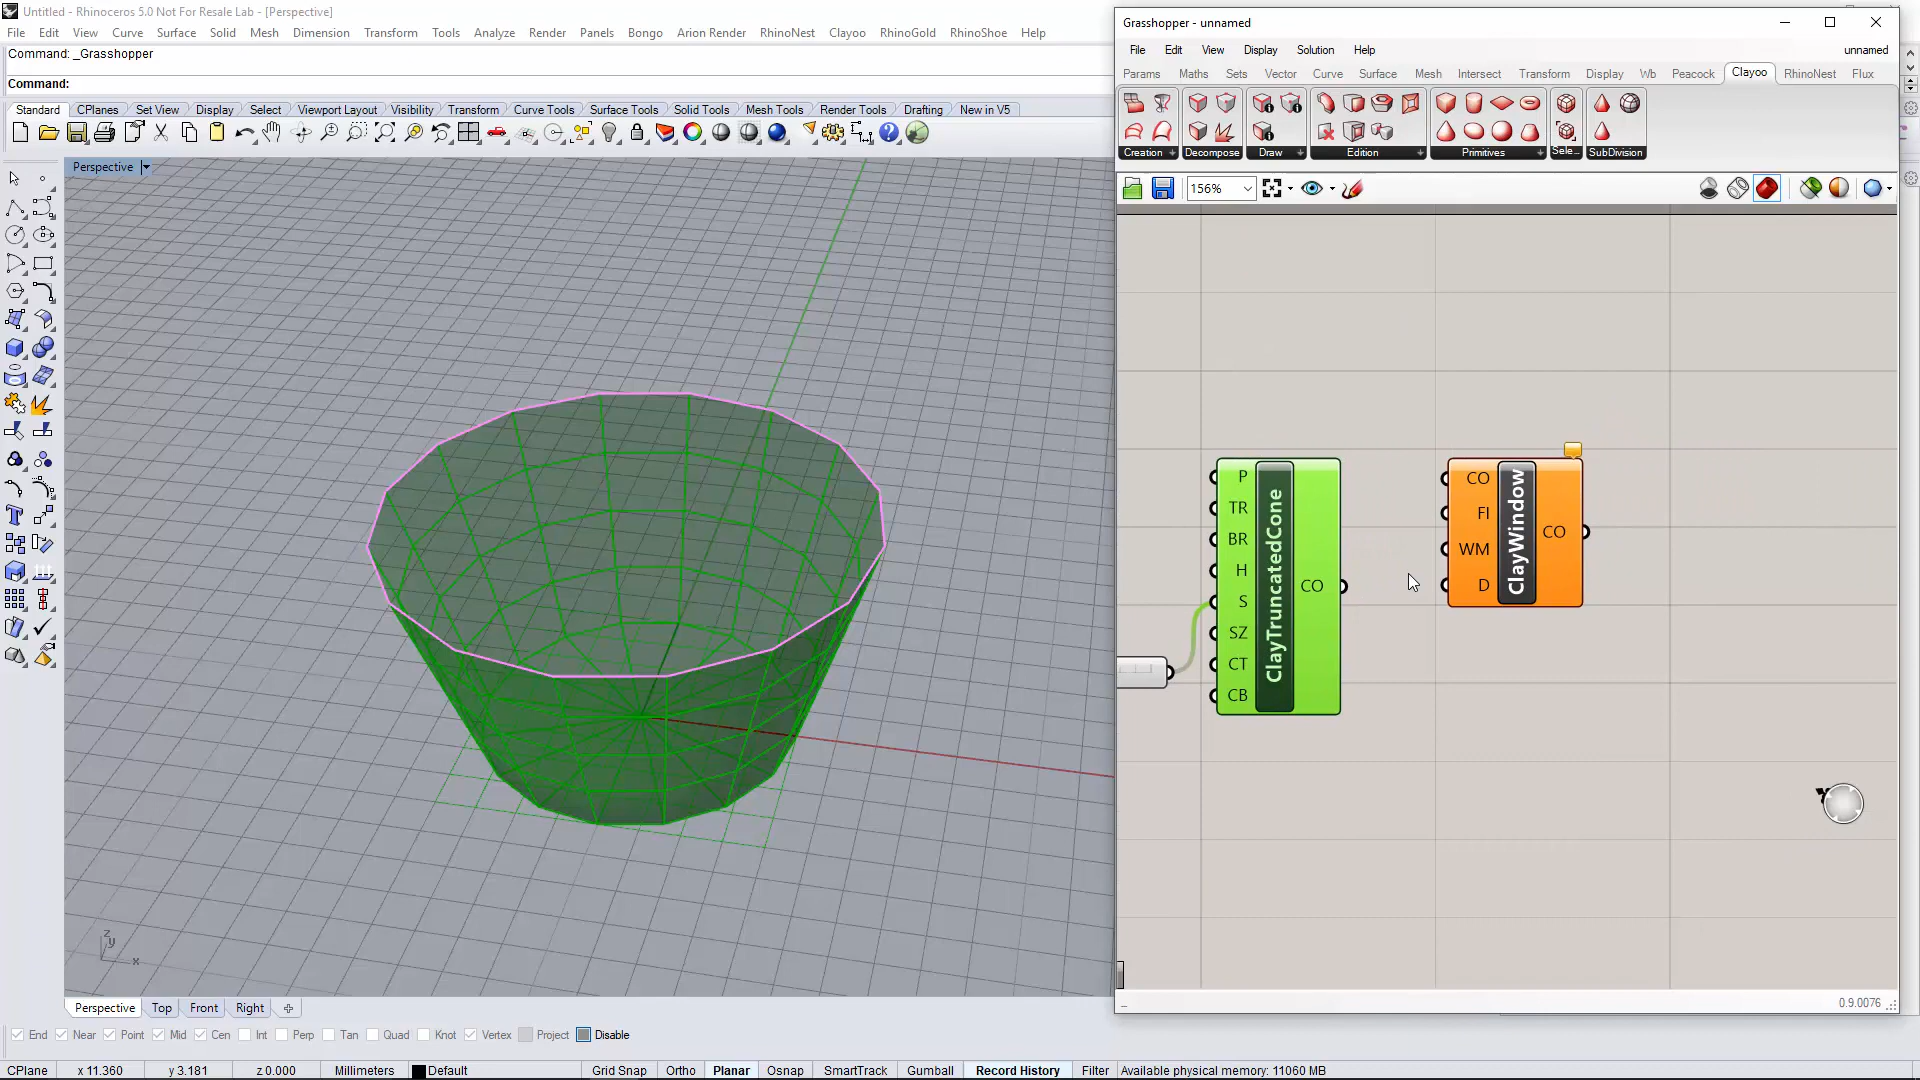 Untitled - Rhinoceros 5.0 Not For Resale Lab - [Perspective]
File Edit View Curve Surface Solid Mesh Dimension Transform Tools Analyze Render Panels Bongo Arion Render RhinoNest Clayoo RhinoGold RhinoShoe Help
Command: _Grasshopper
Command:
Standard CPlanes Set View Display Select Viewport Layout Visibility Transform Curve Tools Surface Tools Solid Tools Mesh Tools Render Tools Drafting New in V5
Perspective
z
y
x
Perspective Top Front Right
End Near Point Mid Cen Int Perp Tan Quad Knot Vertex Project Disable
CPlane x 11.360 y 3.181 z 0.000 Millimeters Default Grid Snap Ortho Planar Osnap SmartTrack Gumball Record History Filter Available physical memory: 11060 MB
Grasshopper - unnamed
File Edit View Display Solution Help unnamed
Params Maths Sets Vector Curve Surface Mesh Intersect Transform Display Wb Peacock Clayoo RhinoNest Flux
Creation Decompose Draw Edition Primitives Sele... SubDivision
156%
P
TR
BR
H
S
SZ
CT
CB
ClayTruncatedCone
CO
CO
FI
WM
D
ClayWindow
CO
0.9.0076